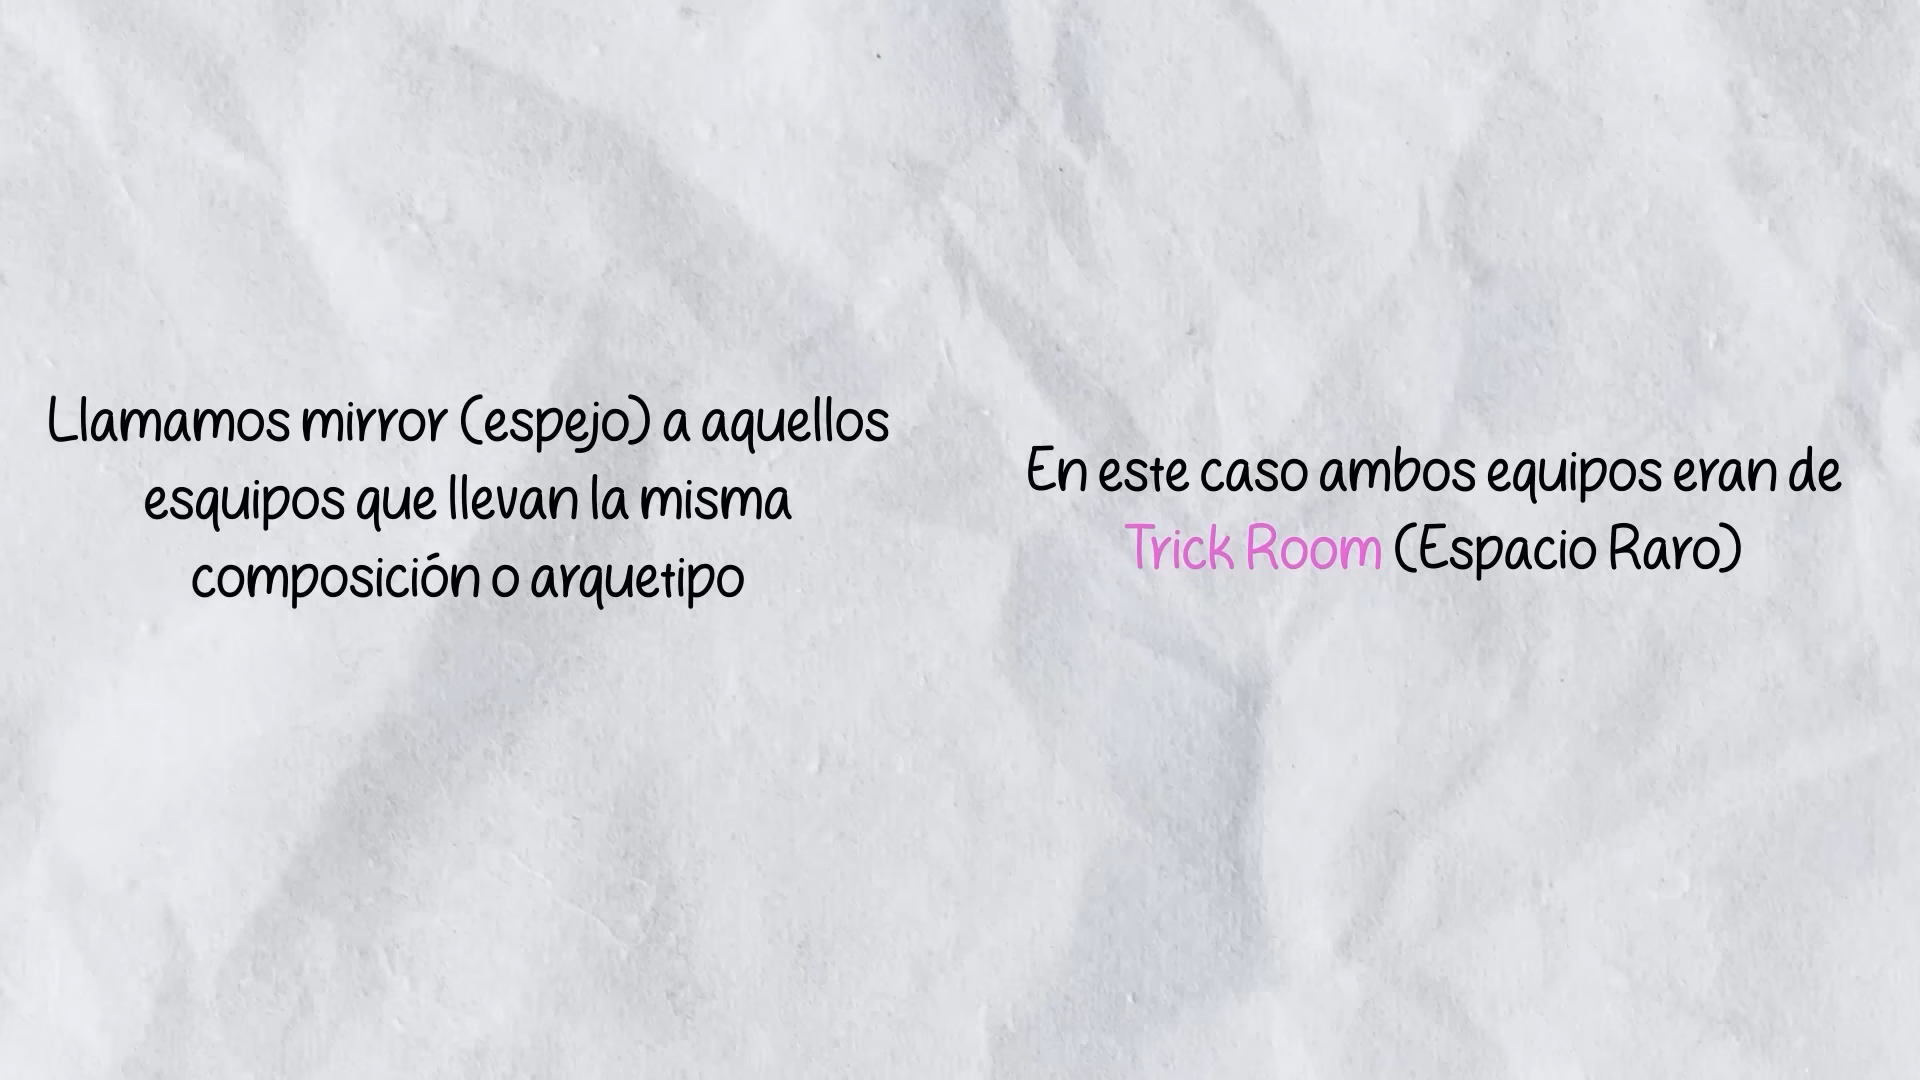 Llamamos mirror (espejo) a aquellos
esquipos que llevan la misma
composición o arquetipo
En este caso ambos equipos eran de
Trick Room (Espacio Raro)